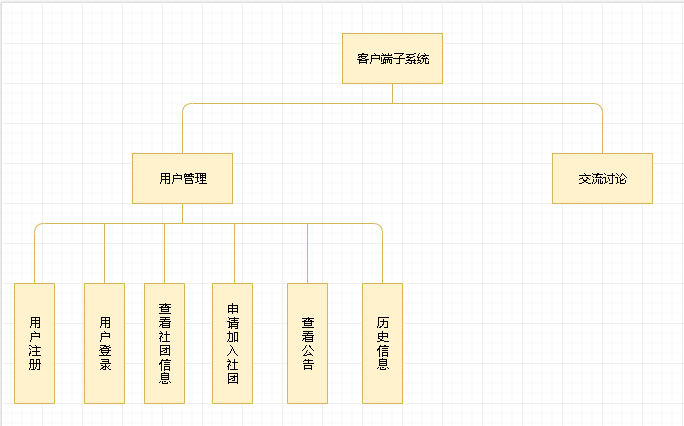 客户端子系统
用户管理
交流讨论
用户注册
用户登录
查看社团信息
申请加入社团
查看公告
历史信息